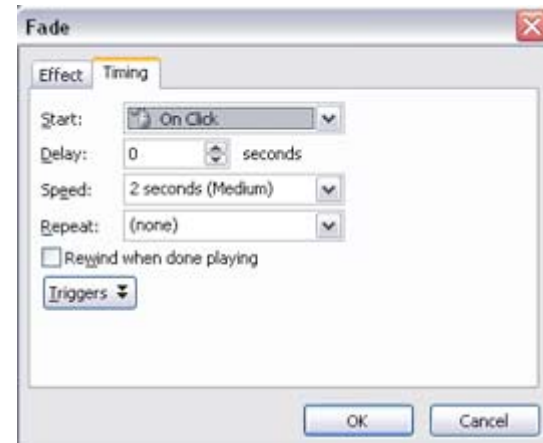 Fade
Effect Timing
Start: On Click
Delay: 0 seconds
Speed: 2 seconds (Medium)
Repeat: (none)
Rewind when done playing
Triggers
OK Cancel